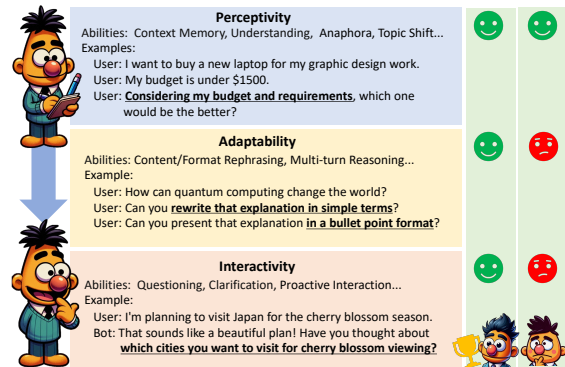 Perceptivity
Abilities: Context Memory, Understanding, Anaphora, Topic Shift...
Examples:
User: I want to buy a new laptop for my graphic design work.
User: My budget is under $1500.
User: Considering my budget and requirements, which one
would be the better?
Adaptability
Abilities: Content/Format Rephrasing, Multi-turn Reasoning...
Example:
User: How can quantum computing change the world?
User: Can you rewrite that explanation in simple terms?
User: Can you present that explanation in a bullet point format?
Interactivity
Abilities: Questioning, Clarification, Proactive Interaction...
Example:
User: I'm planning to visit Japan for the cherry blossom season.
Bot: That sounds like a beautiful plan! Have you thought about
which cities you want to visit for cherry blossom viewing?